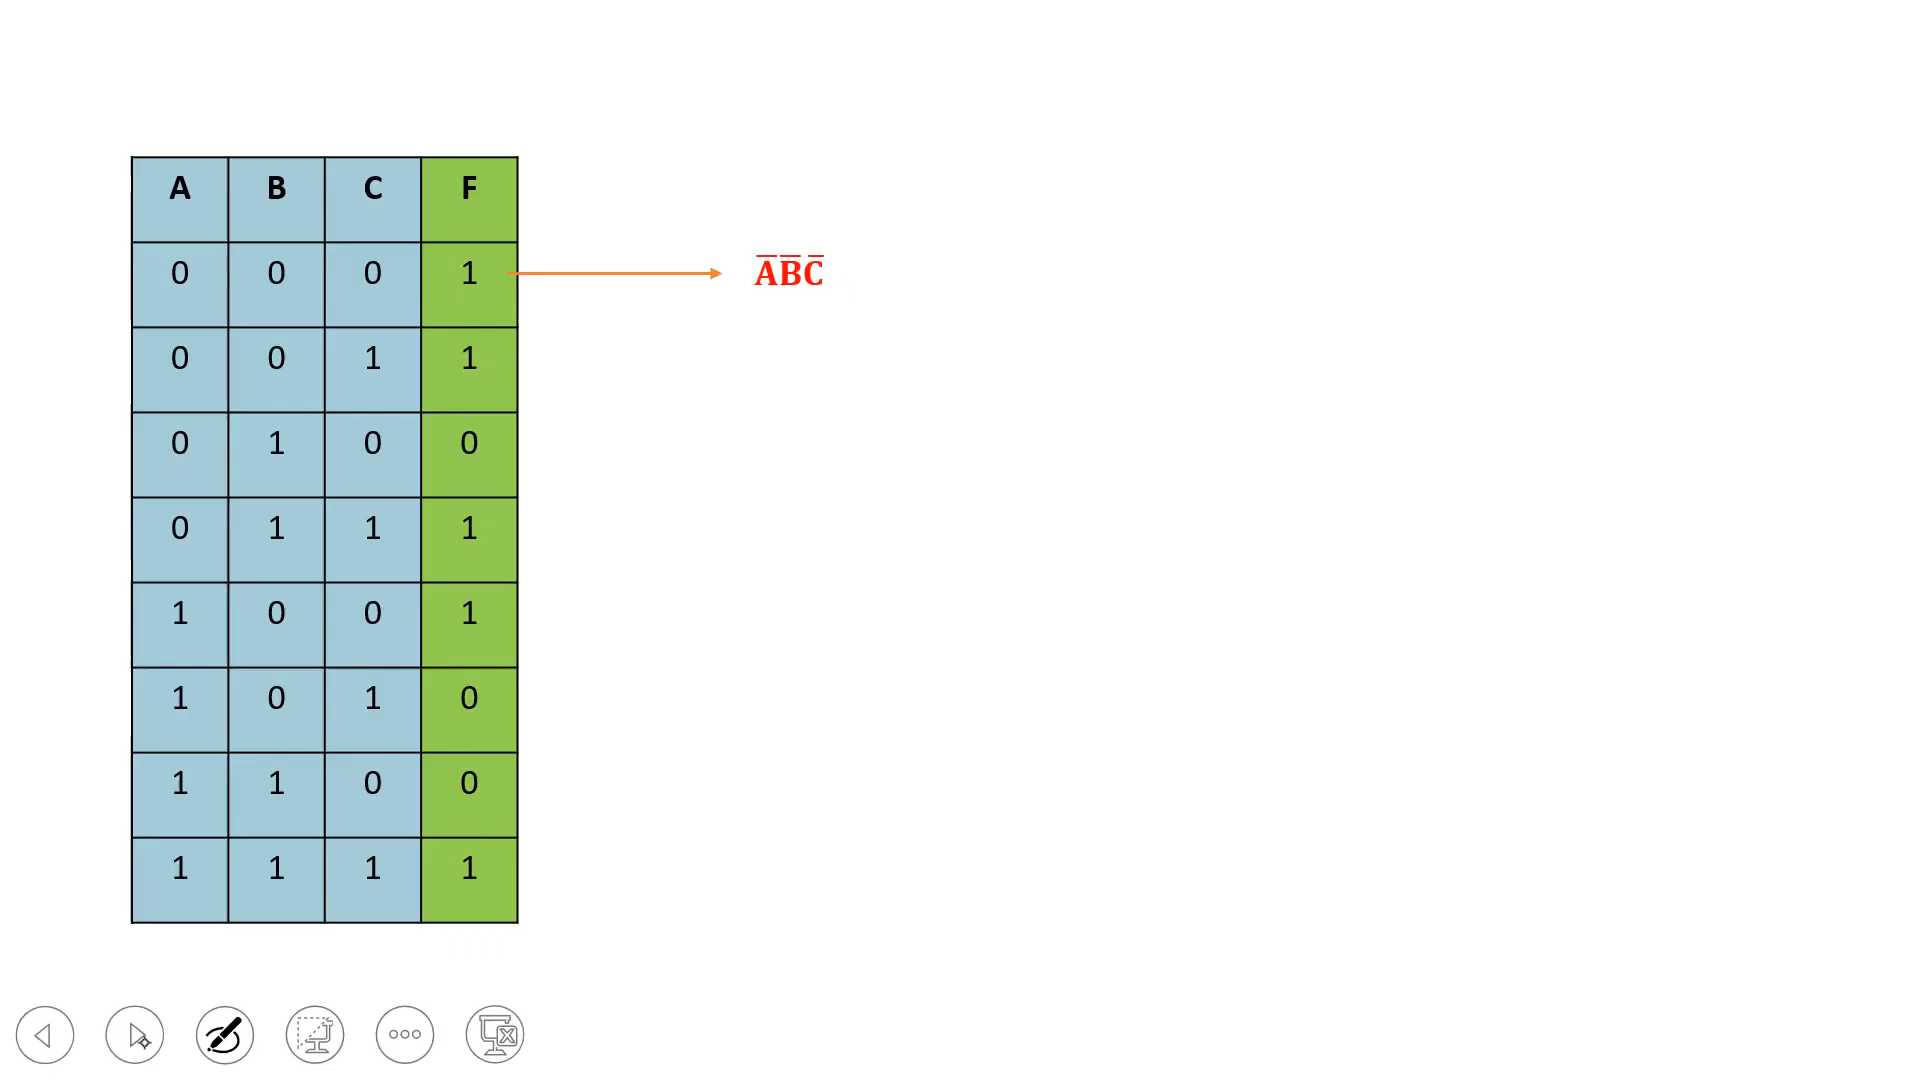 A B C F
0 0 0 1 A̅B̅C̅
0 0 1 1
0 1 0 0
0 1 1 1
1 0 0 1
1 0 1 0
1 1 0 0
1 1 1 1